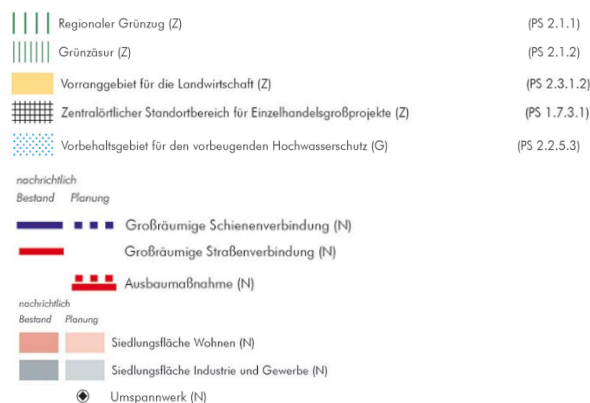 Regionaler Grünzug (Z) (PS 2.1.1)
Grünzäsur (Z) (PS 2.1.2)
Vorranggebiet für die Landwirtschaft (Z) (PS 2.3.1.2)
Zentralörtlicher Standortbereich für Einzelhandelsgroßprojekte (Z) (PS 1.7.3.1)
Vorbehaltsgebiet für den vorbeugenden Hochwasserschutz (G) (PS 2.2.5.3)
nachrichtlich
Bestand Planung
Großräumige Schienenverbindung (N)
Großräumige Straßenverbindung (N)
Ausbaumaßnahme (N)
nachrichtlich
Bestand Planung
Siedlungsfläche Wohnen (N)
Siedlungsfläche Industrie und Gewerbe (N)
Umspannwerk (N)